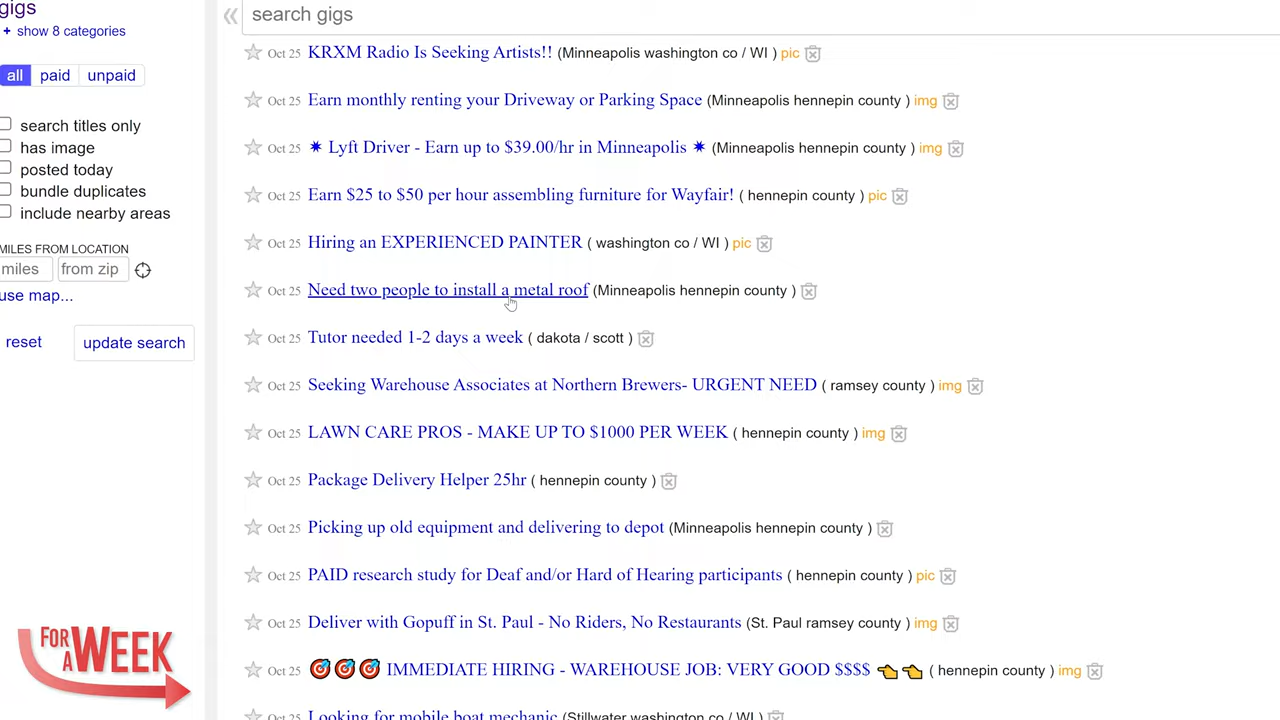 gigs
+ show 8 categories
all paid unpaid
search titles only
has image
posted today
bundle duplicates
include nearby areas
MILES FROM LOCATION
miles from zip
use map...
reset update search
«
search gigs
Oct 25 KRXM Radio Is Seeking Artists!! (Minneapolis washington co / WI ) pic
Oct 25 Earn monthly renting your Driveway or Parking Space (Minneapolis hennepin county ) img
Oct 25 ✷ Lyft Driver - Earn up to $39.00/hr in Minneapolis ✷ (Minneapolis hennepin county ) img
Oct 25 Earn $25 to $50 per hour assembling furniture for Wayfair! ( hennepin county ) pic
Oct 25 Hiring an EXPERIENCED PAINTER ( washington co / WI ) pic
Oct 25 Need two people to install a metal roof (Minneapolis hennepin county )
Oct 25 Tutor needed 1-2 days a week ( dakota / scott )
Oct 25 Seeking Warehouse Associates at Northern Brewers- URGENT NEED ( ramsey county ) img
Oct 25 LAWN CARE PROS - MAKE UP TO $1000 PER WEEK ( hennepin county ) img
Oct 25 Package Delivery Helper 25hr ( hennepin county )
Oct 25 Picking up old equipment and delivering to depot (Minneapolis hennepin county )
Oct 25 PAID research study for Deaf and/or Hard of Hearing participants ( hennepin county ) pic
Oct 25 Deliver with Gopuff in St. Paul - No Riders, No Restaurants (St. Paul ramsey county ) img
Oct 25 🎯🎯🎯 IMMEDIATE HIRING - WAREHOUSE JOB: VERY GOOD $$$$ 👈👈 ( hennepin county ) img
Oct 25 Looking for mobile boat mechanic (Stillwater washington co / WI )
FOR
A WEEK